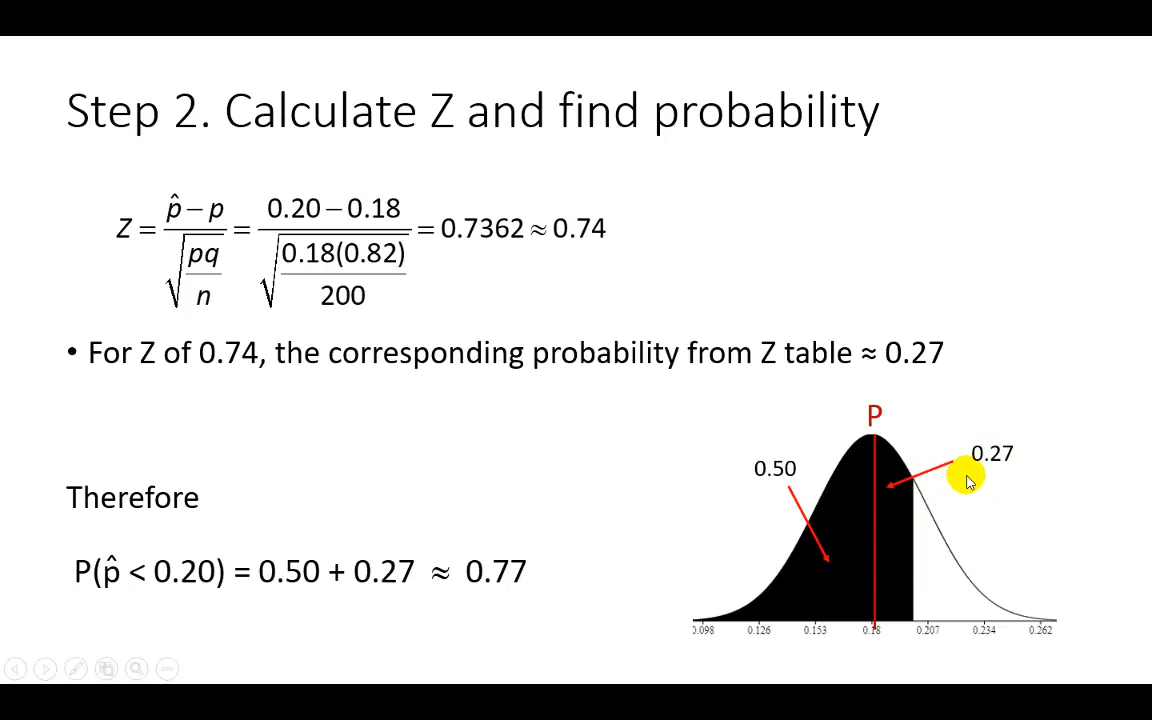 Step 2. Calculate Z and find probability
Z = (p̂ − p) / √(pq / n) = (0.20 − 0.18) / √(0.18(0.82) / 200) = 0.7362 ≈ 0.74
• For Z of 0.74, the corresponding probability from Z table ≈ 0.27
P
0.50
0.27
Therefore
P(p̂ < 0.20) = 0.50 + 0.27 ≈ 0.77
0.098 0.126 0.153 0.18 0.207 0.234 0.262